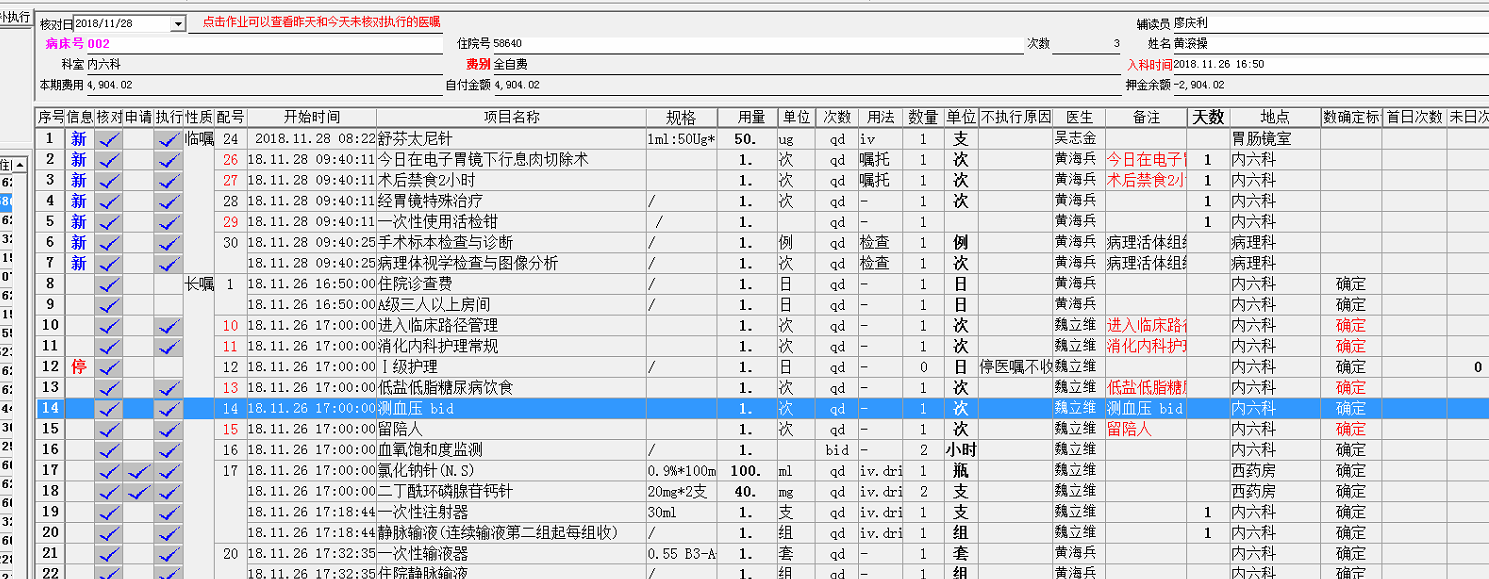 补执行
核对日 2018/11/28 点击作业可以查看昨天和今天未核对执行的医嘱 辅读员 廖庆利
病床号 002 住院号 58640 次数 3 姓名 黄滚操
科室 内六科 费别 全自费 入科时间 2018.11.26 16:50
本期费用 4,904.02 自付金额 4,904.02 押金余额 -2,904.02
序号 信息 核对 申请 执行 性质 配号 开始时间 项目名称 规格 用量 单位 次数 用法 数量 单位 不执行原因 医生 备注 天数 地点 数确定标 首日次数 末日次
1 新 临嘱 24 2018.11.28 08:22 舒芬太尼针 1ml:50Ug* 50. ug qd iv 1 支 吴志金 胃肠镜室
2 新 26 18.11.28 09:40:11 今日在电子胃镜下行息肉切除术 1. 次 qd 嘱托 1 次 黄海兵 今日在电子 1 内六科
3 新 27 18.11.28 09:40:11 术后禁食2小时 1. 次 qd 嘱托 1 次 黄海兵 术后禁食2小 1 内六科
4 新 28 18.11.28 09:40:11 经胃镜特殊治疗 / 1. 次 qd - 1 次 黄海兵 1 内六科
5 新 29 18.11.28 09:40:11 一次性使用活检钳 / 1. qd - 1 黄海兵 1 内六科
6 新 30 18.11.28 09:40:25 手术标本检查与诊断 / 1. 例 qd 检查 1 例 黄海兵 病理活体组 病理科
7 新 18.11.28 09:40:25 病理体视学检查与图像分析 / 1. 次 qd 检查 1 次 黄海兵 病理活体组 病理科
8 长嘱 1 18.11.26 16:50:00 住院诊查费 / 1. 日 qd - 1 日 黄海兵 内六科 确定
9 18.11.26 16:50:00 A级三人以上房间 1. 日 qd - 1 日 黄海兵 内六科 确定
10 10 18.11.26 17:00:00 进入临床路径管理 1. 次 qd - 1 次 魏立维 进入临床路 内六科 确定
11 11 18.11.26 17:00:00 消化内科护理常规 1. 次 qd - 1 次 魏立维 消化内科护 内六科 确定
12 停 12 18.11.26 17:00:00 Ⅰ级护理 / 1. 日 qd - 0 日 停医嘱不收 魏立维 内六科 确定 0
13 13 18.11.26 17:00:00 低盐低脂糖尿病饮食 1. 次 qd - 1 次 魏立维 低盐低脂糖 内六科 确定
14 14 18.11.26 17:00:00 测血压 bid 1. 次 qd - 1 次 魏立维 测血压 bid 内六科 确定
15 15 18.11.26 17:00:00 留陪人 1. 次 qd - 1 次 魏立维 留陪人 内六科 确定
16 16 18.11.26 17:00:00 血氧饱和度监测 / 1. bid - 2 小时 魏立维 内六科 确定
17 17 18.11.26 17:00:00 氯化钠针(N.S) 0.9%*100m 100. ml qd iv.dri 1 瓶 魏立维 西药房 确定
18 18.11.26 17:00:00 二丁酰环磷腺苷钙针 20mg*2支 40. mg qd iv.dri 2 支 魏立维 西药房 确定
19 18.11.26 17:18:44 一次性注射器 30ml 1. 支 qd iv.dri 1 支 魏立维 1 内六科 确定
20 18.11.26 17:18:44 静脉输液(连续输液第二组起每组收) / 1. 组 qd iv.dri 1 组 魏立维 1 内六科 确定
21 20 18.11.26 17:32:35 一次性输液器 0.55 B3-A 1. 套 qd - 1 套 黄海兵 内六科 确定
22 18.11.26 17:32:35 住院静脉输液 / 1. 组 qd - 1 组 黄海兵 内六科 确定